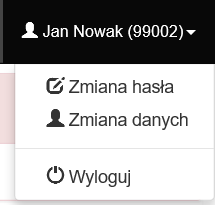 Jan Nowak (99002)
Zmiana hasła
Zmiana danych
Wyloguj